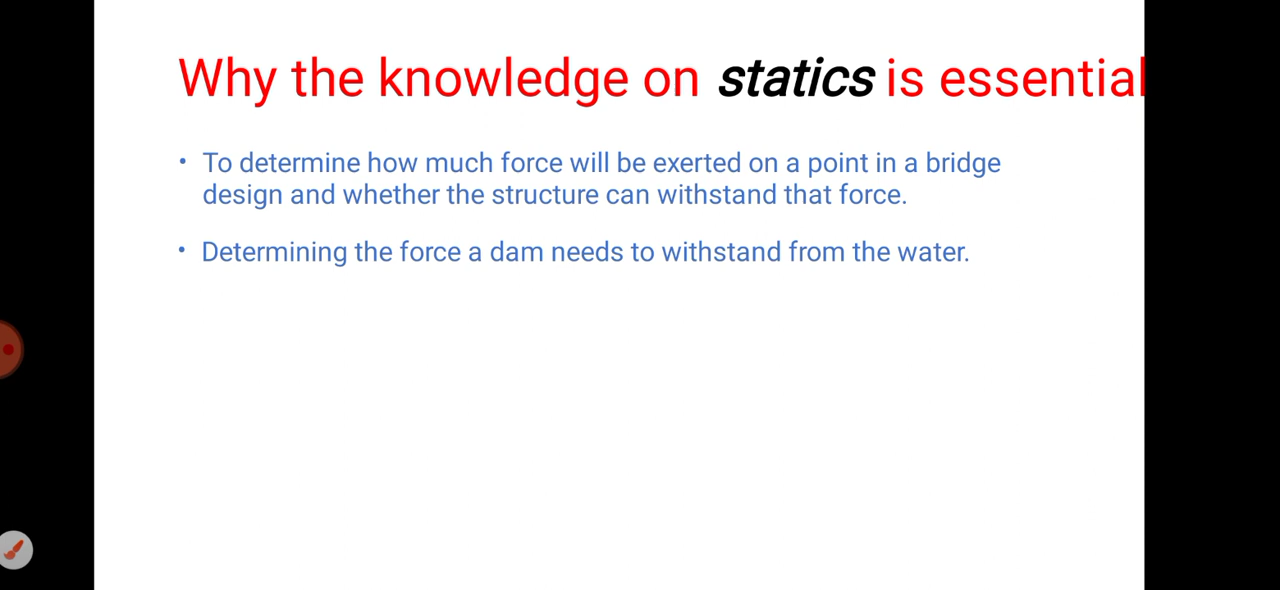 Why the knowledge on statics is essential
• To determine how much force will be exerted on a point in a bridge
design and whether the structure can withstand that force.
• Determining the force a dam needs to withstand from the water.